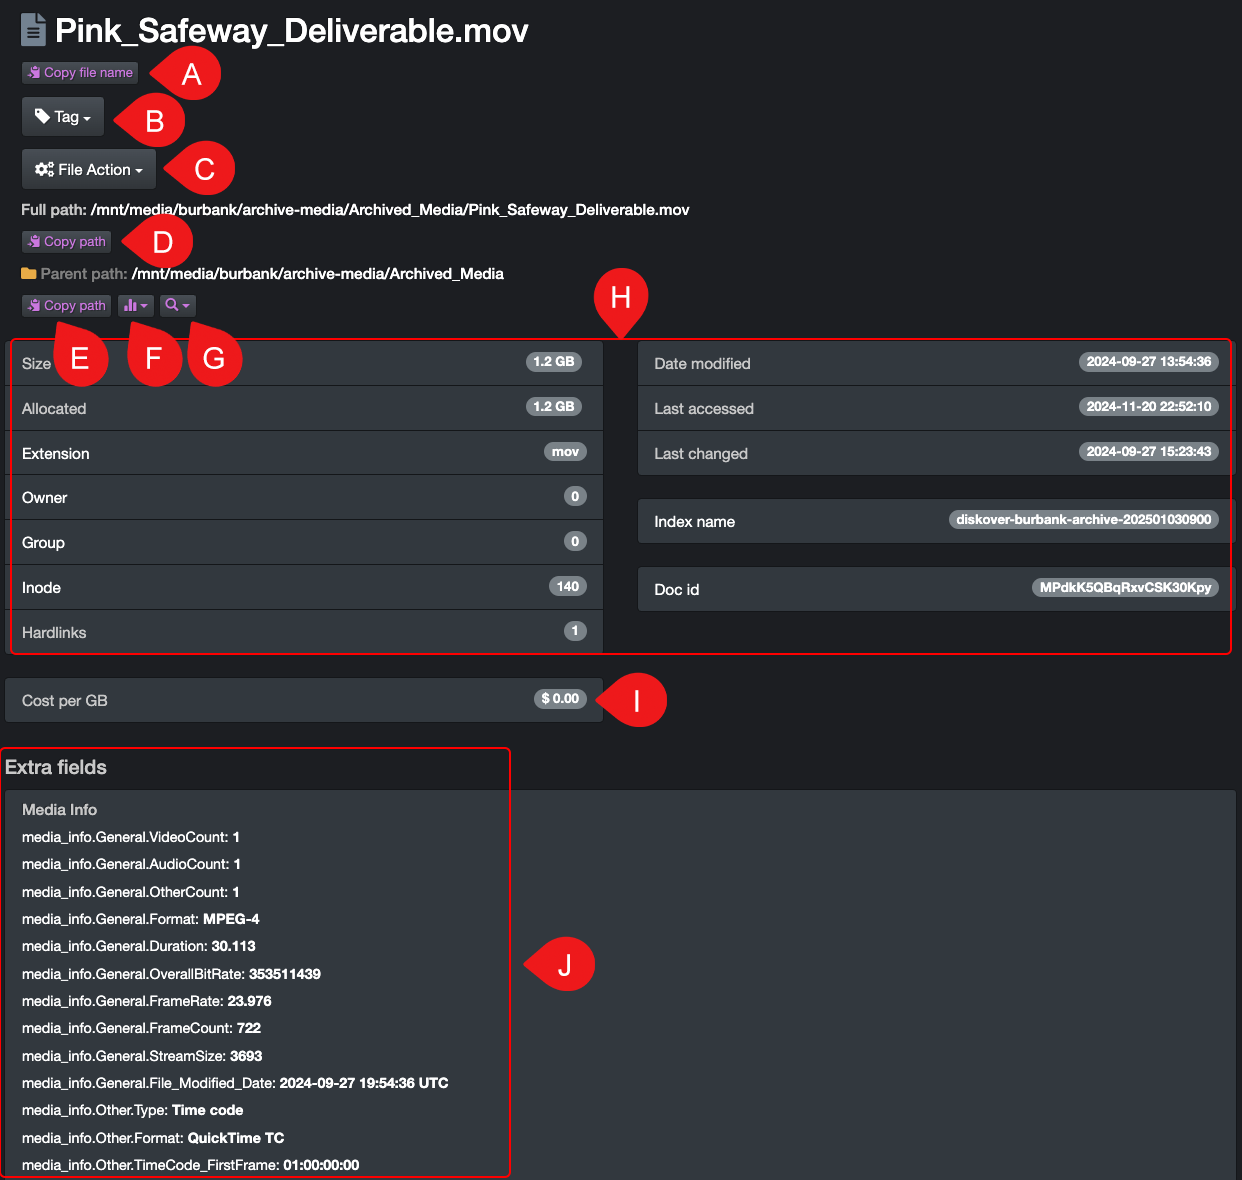 Pink_Safeway_Deliverable.mov
Copy file name
A
Tag
B
File Action
C
Full path: /mnt/media/burbank/archive-media/Archived_Media/Pink_Safeway_Deliverable.mov
Copy path
D
Parent path: /mnt/media/burbank/archive-media/Archived_Media
Copy path
E
F
G
H
Size 1.2 GB
Allocated 1.2 GB
Extension mov
Owner 0
Group 0
Inode 140
Hardlinks 1
Date modified 2024-09-27 13:54:36
Last accessed 2024-11-20 22:52:10
Last changed 2024-09-27 15:23:43
Index name diskover-burbank-archive-202501030900
Doc id MPdkK5QBqRxvCSK30Kpy
Cost per GB $ 0.00
I
Extra fields
Media Info
media_info.General.VideoCount: 1
media_info.General.AudioCount: 1
media_info.General.OtherCount: 1
media_info.General.Format: MPEG-4
media_info.General.Duration: 30.113
media_info.General.OverallBitRate: 353511439
media_info.General.FrameRate: 23.976
media_info.General.FrameCount: 722
media_info.General.StreamSize: 3693
media_info.General.File_Modified_Date: 2024-09-27 19:54:36 UTC
media_info.Other.Type: Time code
media_info.Other.Format: QuickTime TC
media_info.Other.TimeCode_FirstFrame: 01:00:00:00
J